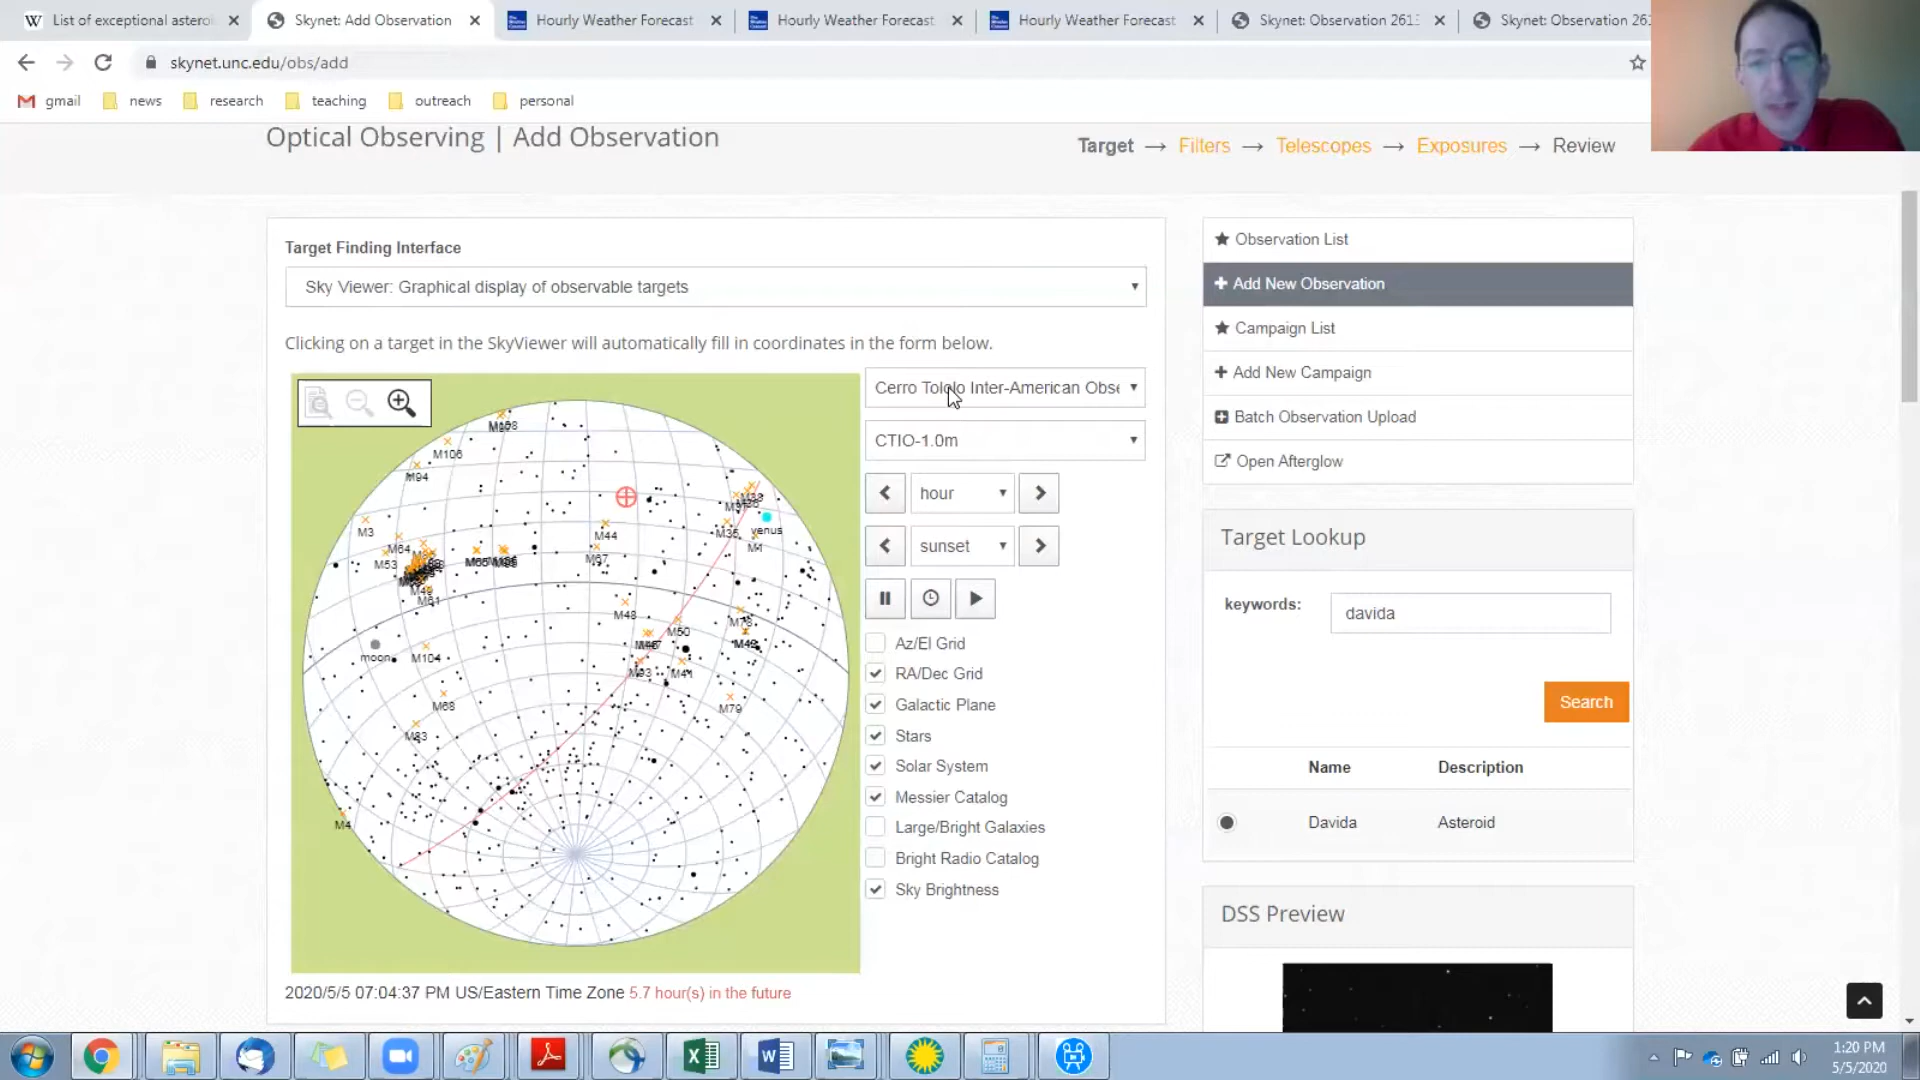 List of exceptional asteroi
Skynet: Add Observation
Hourly Weather Forecast
Hourly Weather Forecast
Hourly Weather Forecast
Skynet: Observation 261
Skynet: Observation 261
skynet.unc.edu/obs/add
gmail
news
research
teaching
outreach
personal
Optical Observing | Add Observation
Target → Filters → Telescopes → Exposures → Review
Target Finding Interface
Sky Viewer: Graphical display of observable targets
Clicking on a target in the SkyViewer will automatically fill in coordinates in the form below.
M106
M94
M3
M64
M53
M61
M44
M67
M35
M1
venus
M48
M50
M78
M93
M41
M79
moon
M104
M68
M83
M4
Cerro Tololo Inter-American Obse
CTIO-1.0m
hour
sunset
Az/El Grid
RA/Dec Grid
Galactic Plane
Stars
Solar System
Messier Catalog
Large/Bright Galaxies
Bright Radio Catalog
Sky Brightness
2020/5/5 07:04:37 PM US/Eastern Time Zone 5.7 hour(s) in the future
Observation List
Add New Observation
Campaign List
Add New Campaign
Batch Observation Upload
Open Afterglow
Target Lookup
keywords: davida
Search
Name Description
Davida Asteroid
DSS Preview
1:20 PM
5/5/2020